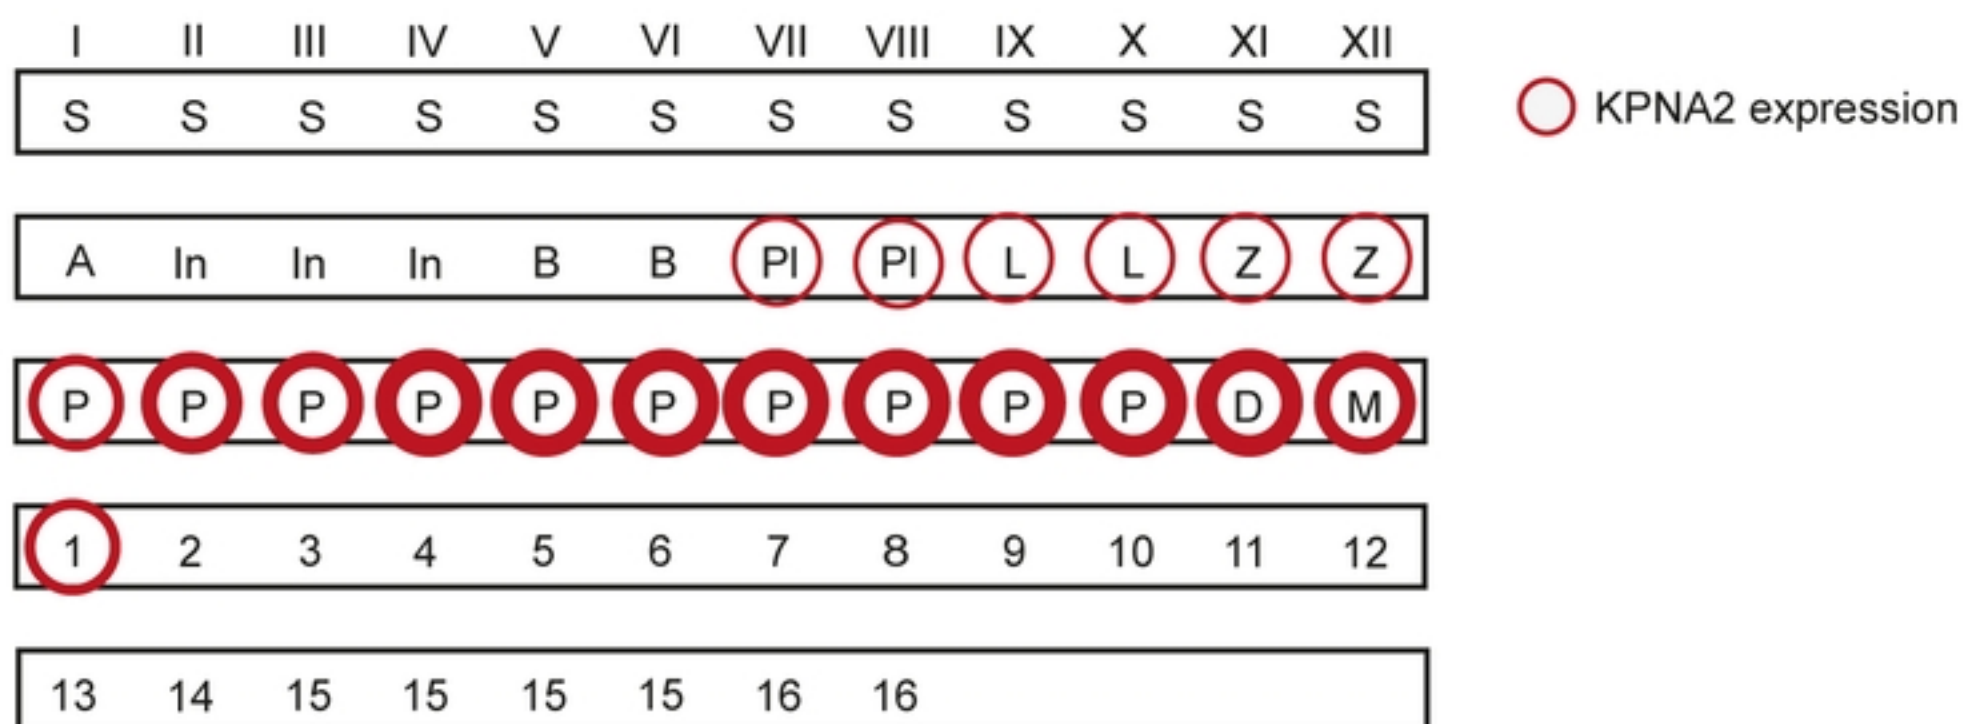 I II III IV V VI VII VIII IX X XI XII
S S S S S S S S S S S S
KPNA2 expression
A In In In B B Pl Pl L L Z Z
P P P P P P P P P P D M
1 2 3 4 5 6 7 8 9 10 11 12
13 14 15 15 15 15 16 16